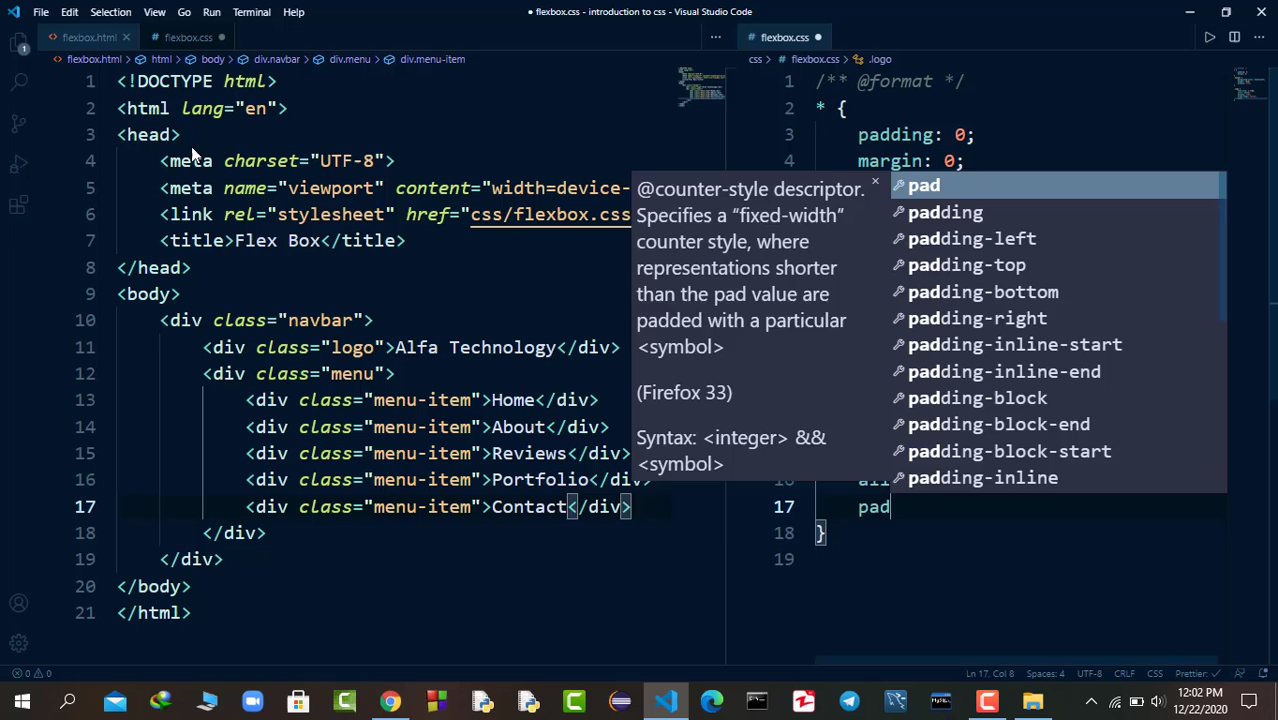 File Edit Selection View Go Run Terminal Help
● flexbox.css - introduction to css - Visual Studio Code
flexbox.html flexbox.css
flexbox.css
flexbox.html html body div.navbar div.menu div.menu-item
css flexbox.css .logo
1 <!DOCTYPE html>
2 <html lang="en">
3 <head>
4 <meta charset="UTF-8">
5 <meta name="viewport" content="width=device-
6 <link rel="stylesheet" href="css/flexbox.css
7 <title>Flex Box</title>
8 </head>
9 <body>
10 <div class="navbar">
11 <div class="logo">Alfa Technology</div>
12 <div class="menu">
13 <div class="menu-item">Home</div>
14 <div class="menu-item">About</div>
15 <div class="menu-item">Reviews</div>
16 <div class="menu-item">Portfolio</div>
17 <div class="menu-item">Contact</div>
18 </div>
19 </div>
20 </body>
21 </html>
1 /** @format */
2 * {
3 padding: 0;
4 margin: 0;
@counter-style descriptor.
Specifies a “fixed-width”
counter style, where
representations shorter
than the pad value are
padded with a particular
<symbol>
(Firefox 33)
Syntax: <integer> &&
<symbol>
pad
padding
padding-left
padding-top
padding-bottom
padding-right
padding-inline-start
padding-inline-end
padding-block
padding-block-end
padding-block-start
padding-inline
17 pad
18 }
19
0 0
Ln 17, Col 8 Spaces: 4 UTF-8 CRLF CSS Prettier: ✓
12:02 PM
12/22/2020